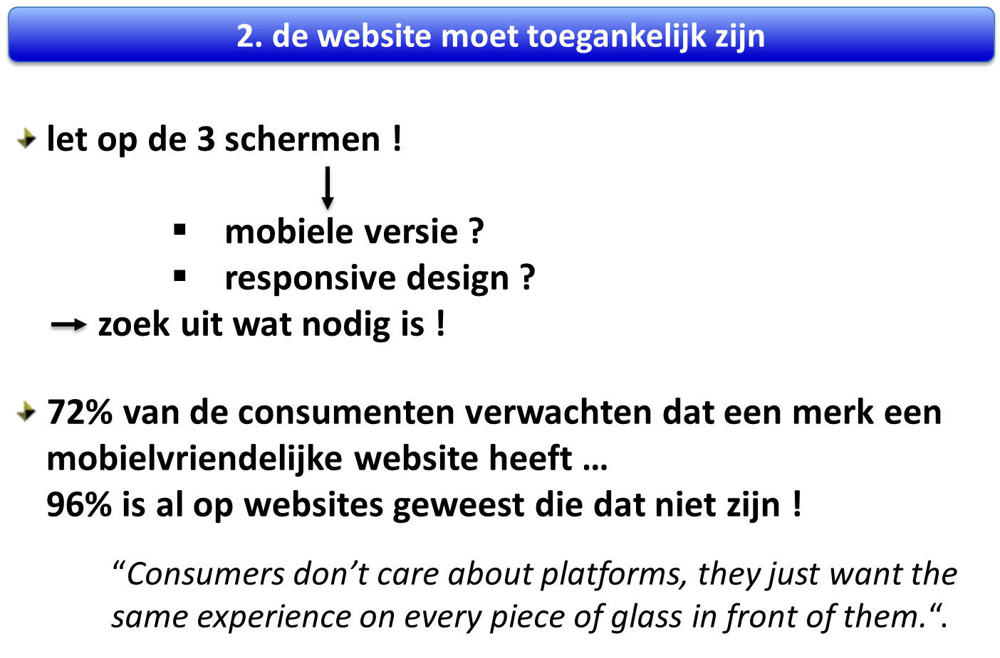 2. de website moet toegankelijk zijn
let op de 3 schermen !
▪ mobiele versie ?
▪ responsive design ?
→ zoek uit wat nodig is !
72% van de consumenten verwachten dat een merk een
mobielvriendelijke website heeft …
96% is al op websites geweest die dat niet zijn !
“Consumers don’t care about platforms, they just want the
same experience on every piece of glass in front of them.“.